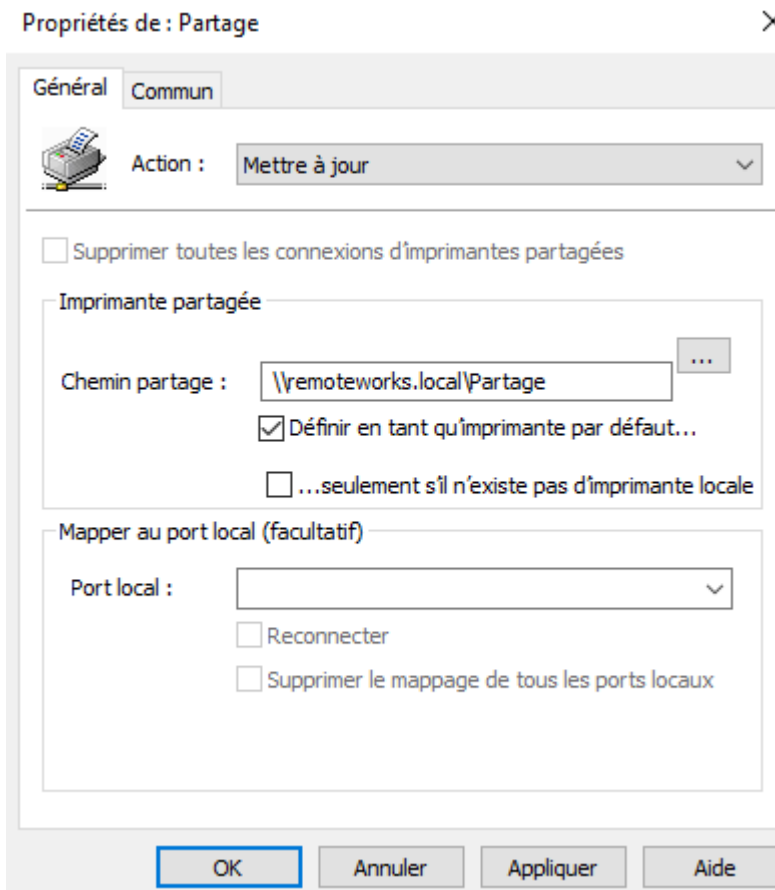 Propriétés de : Partage
Général
Commun
Action :
Mettre à jour
Supprimer toutes les connexions d'imprimantes partagées
Imprimante partagée
...
Chemin partage :
\\remoteworks.local\Partage
Définir en tant qu'imprimante par défaut...
...seulement s'il n'existe pas d'imprimante locale
Mapper au port local (facultatif)
Port local :
Reconnecter
Supprimer le mappage de tous les ports locaux
OK
Annuler
Appliquer
Aide